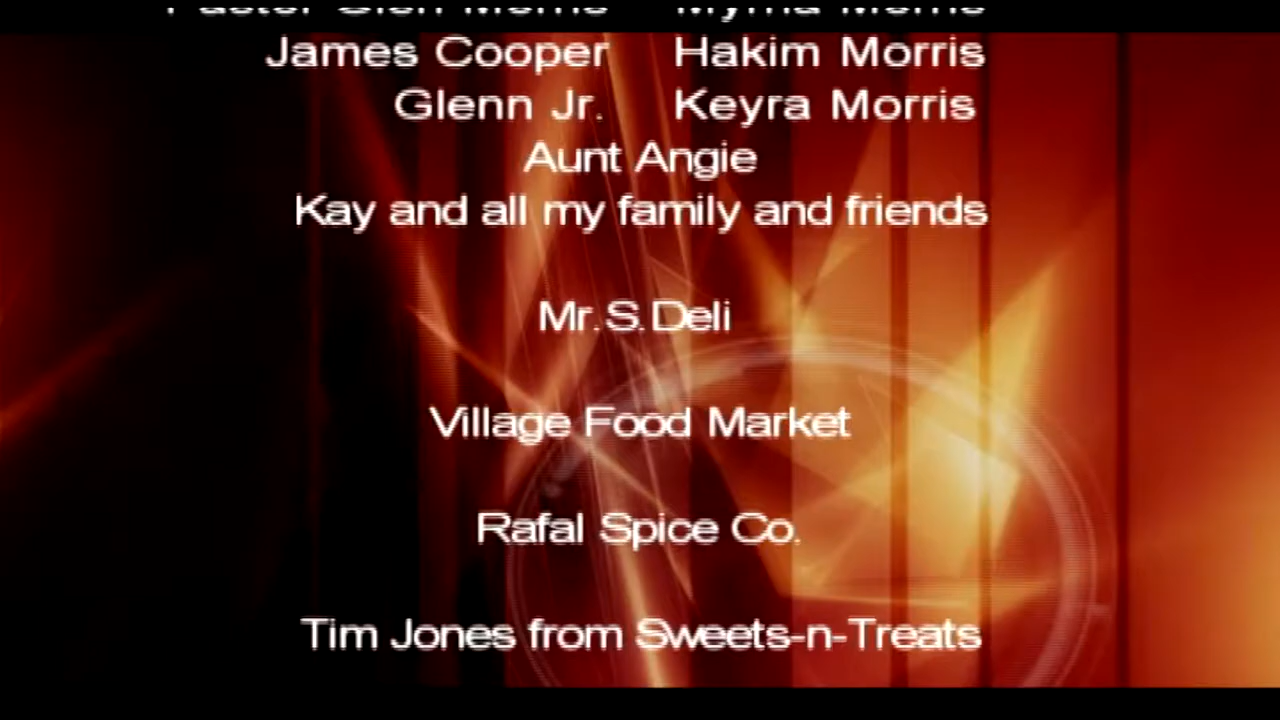 James Cooper Hakim Morris
Glenn Jr. Keyra Morris
Aunt Angie
Kay and all my family and friends
Mr. S. Deli
Village Food Market
Rafal Spice Co.
Tim Jones from Sweets-n-Treats